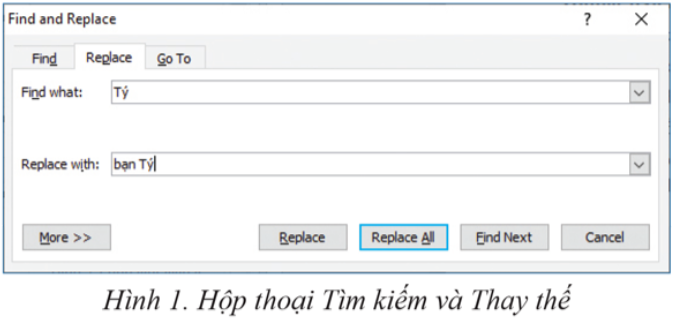 Find and Replace ? X
Find Replace Go To
Find what: Tý
Replace with: bạn Tý
More >> Replace Replace All Find Next Cancel
Hình 1. Hộp thoại Tìm kiếm và Thay thế